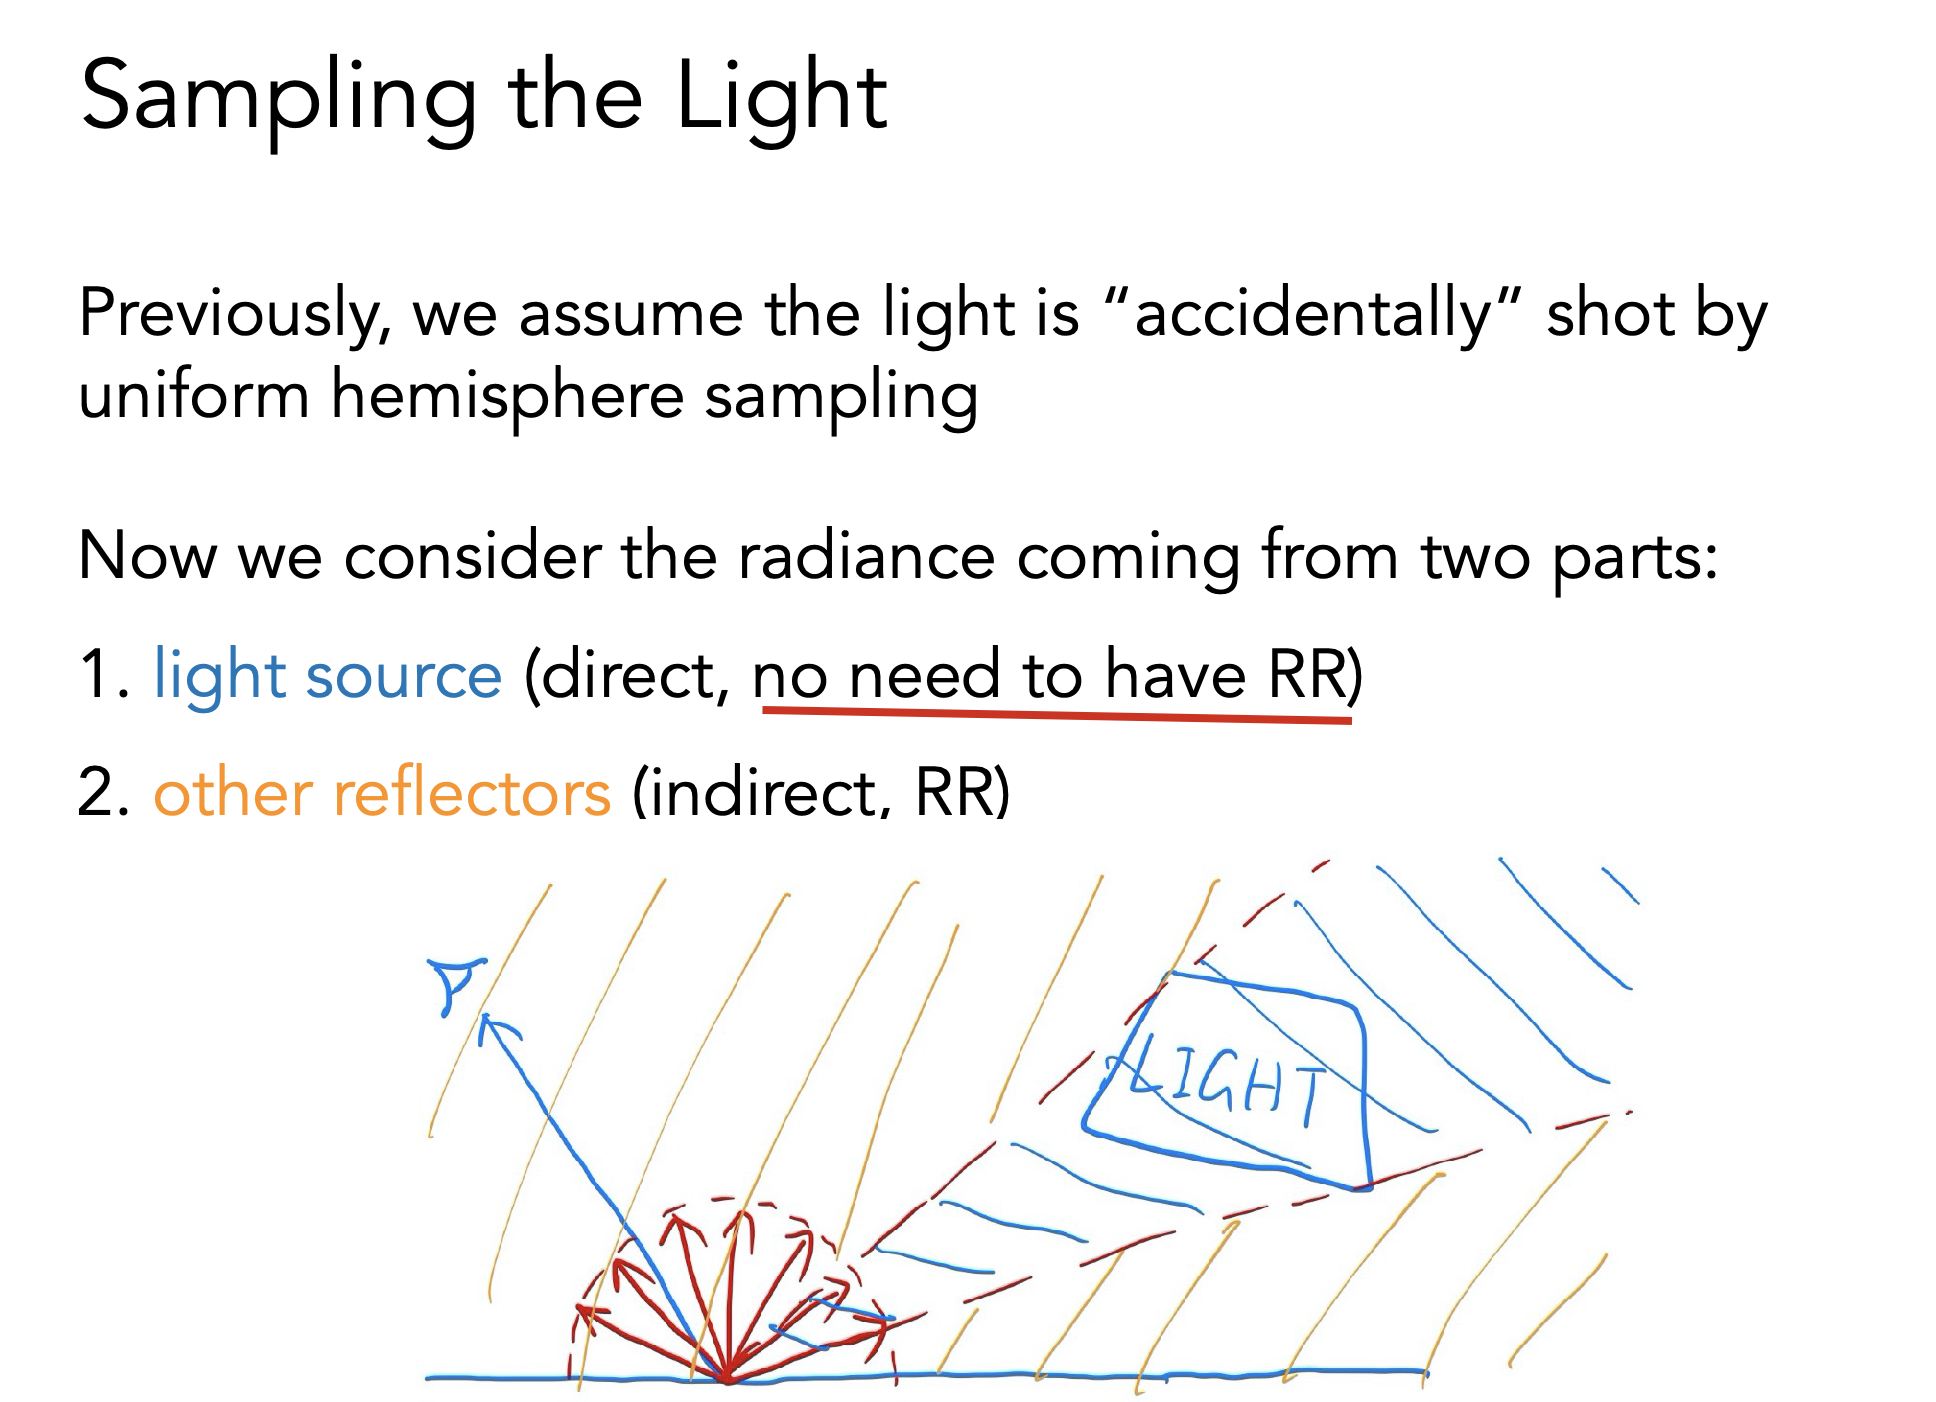 Sampling the Light
Previously, we assume the light is “accidentally” shot by
uniform hemisphere sampling
Now we consider the radiance coming from two parts:
1. light source (direct, no need to have RR)
2. other reflectors (indirect, RR)
LIGHT